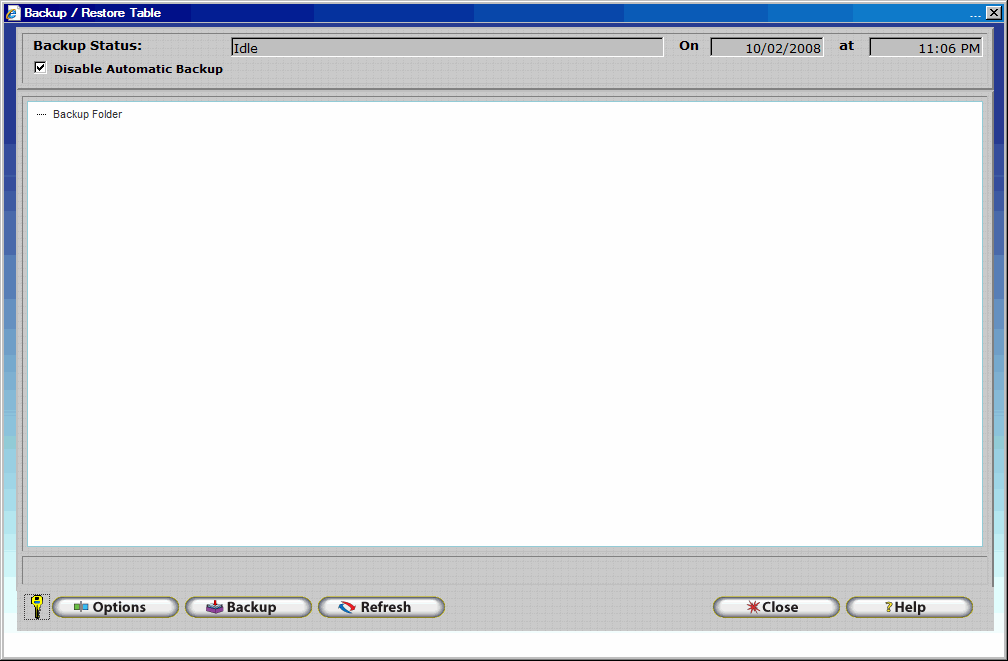 Backup / Restore Table
...
Backup Status: Idle On 10/02/2008 at 11:06 PM
Disable Automatic Backup
Backup Folder
Options Backup Refresh Close ?Help